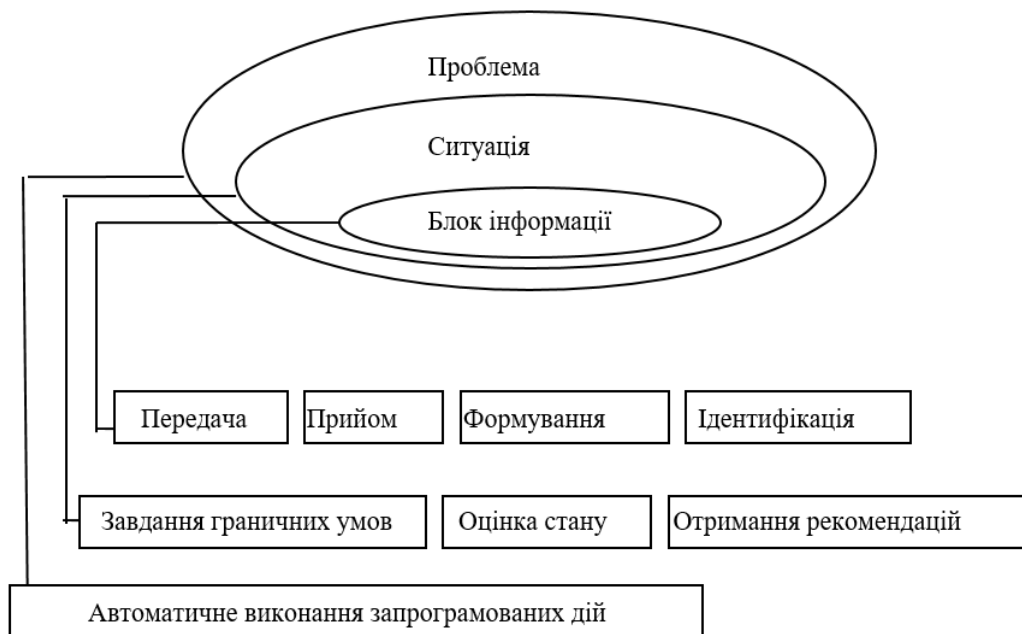 Проблема
Ситуація
Блок інформації
Передача
Прийом
Формування
Ідентифікація
Завдання граничних умов
Оцінка стану
Отримання рекомендацій
Автоматичне виконання запрограмованих дій